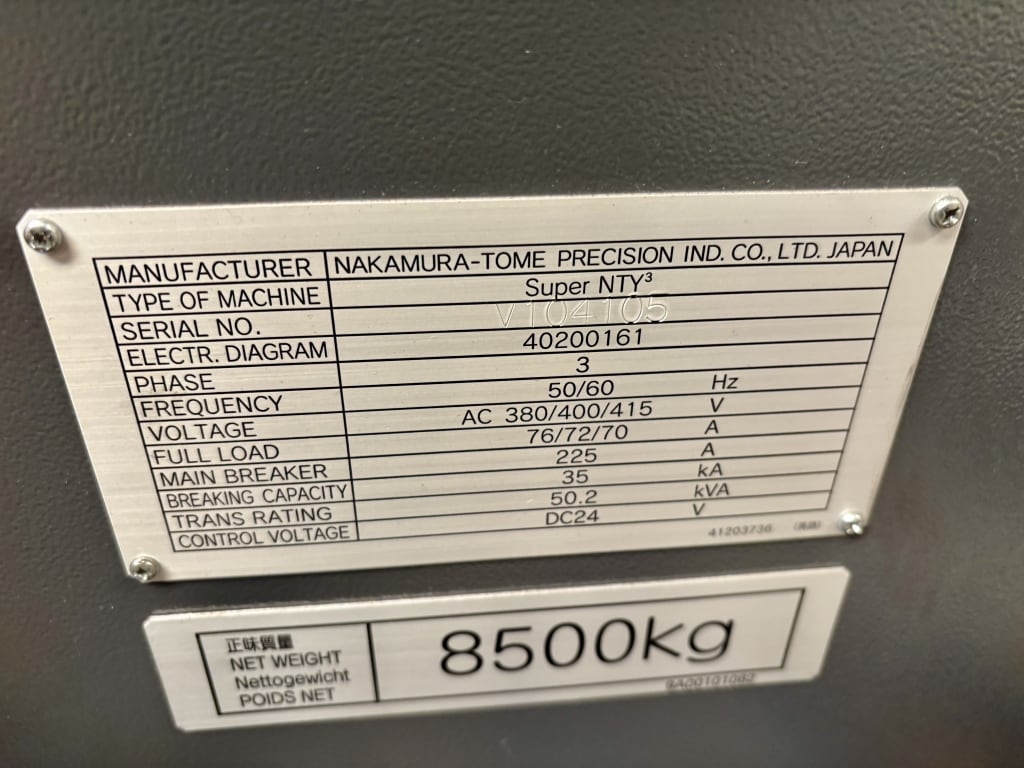 MANUFACTURER NAKAMURA-TOME PRECISION IND. CO., LTD. JAPAN
TYPE OF MACHINE Super NTY³
SERIAL NO. V104105
ELECTR. DIAGRAM 40200161
PHASE 3
FREQUENCY 50/60 Hz
VOLTAGE AC 380/400/415 V
FULL LOAD 76/72/70 A
MAIN BREAKER 225 A
BREAKING CAPACITY 35 kA
TRANS RATING 50.2 kVA
CONTROL VOLTAGE DC24 V
41203736
正味質量
NET WEIGHT
Nettogewicht
POIDS NET
8500kg